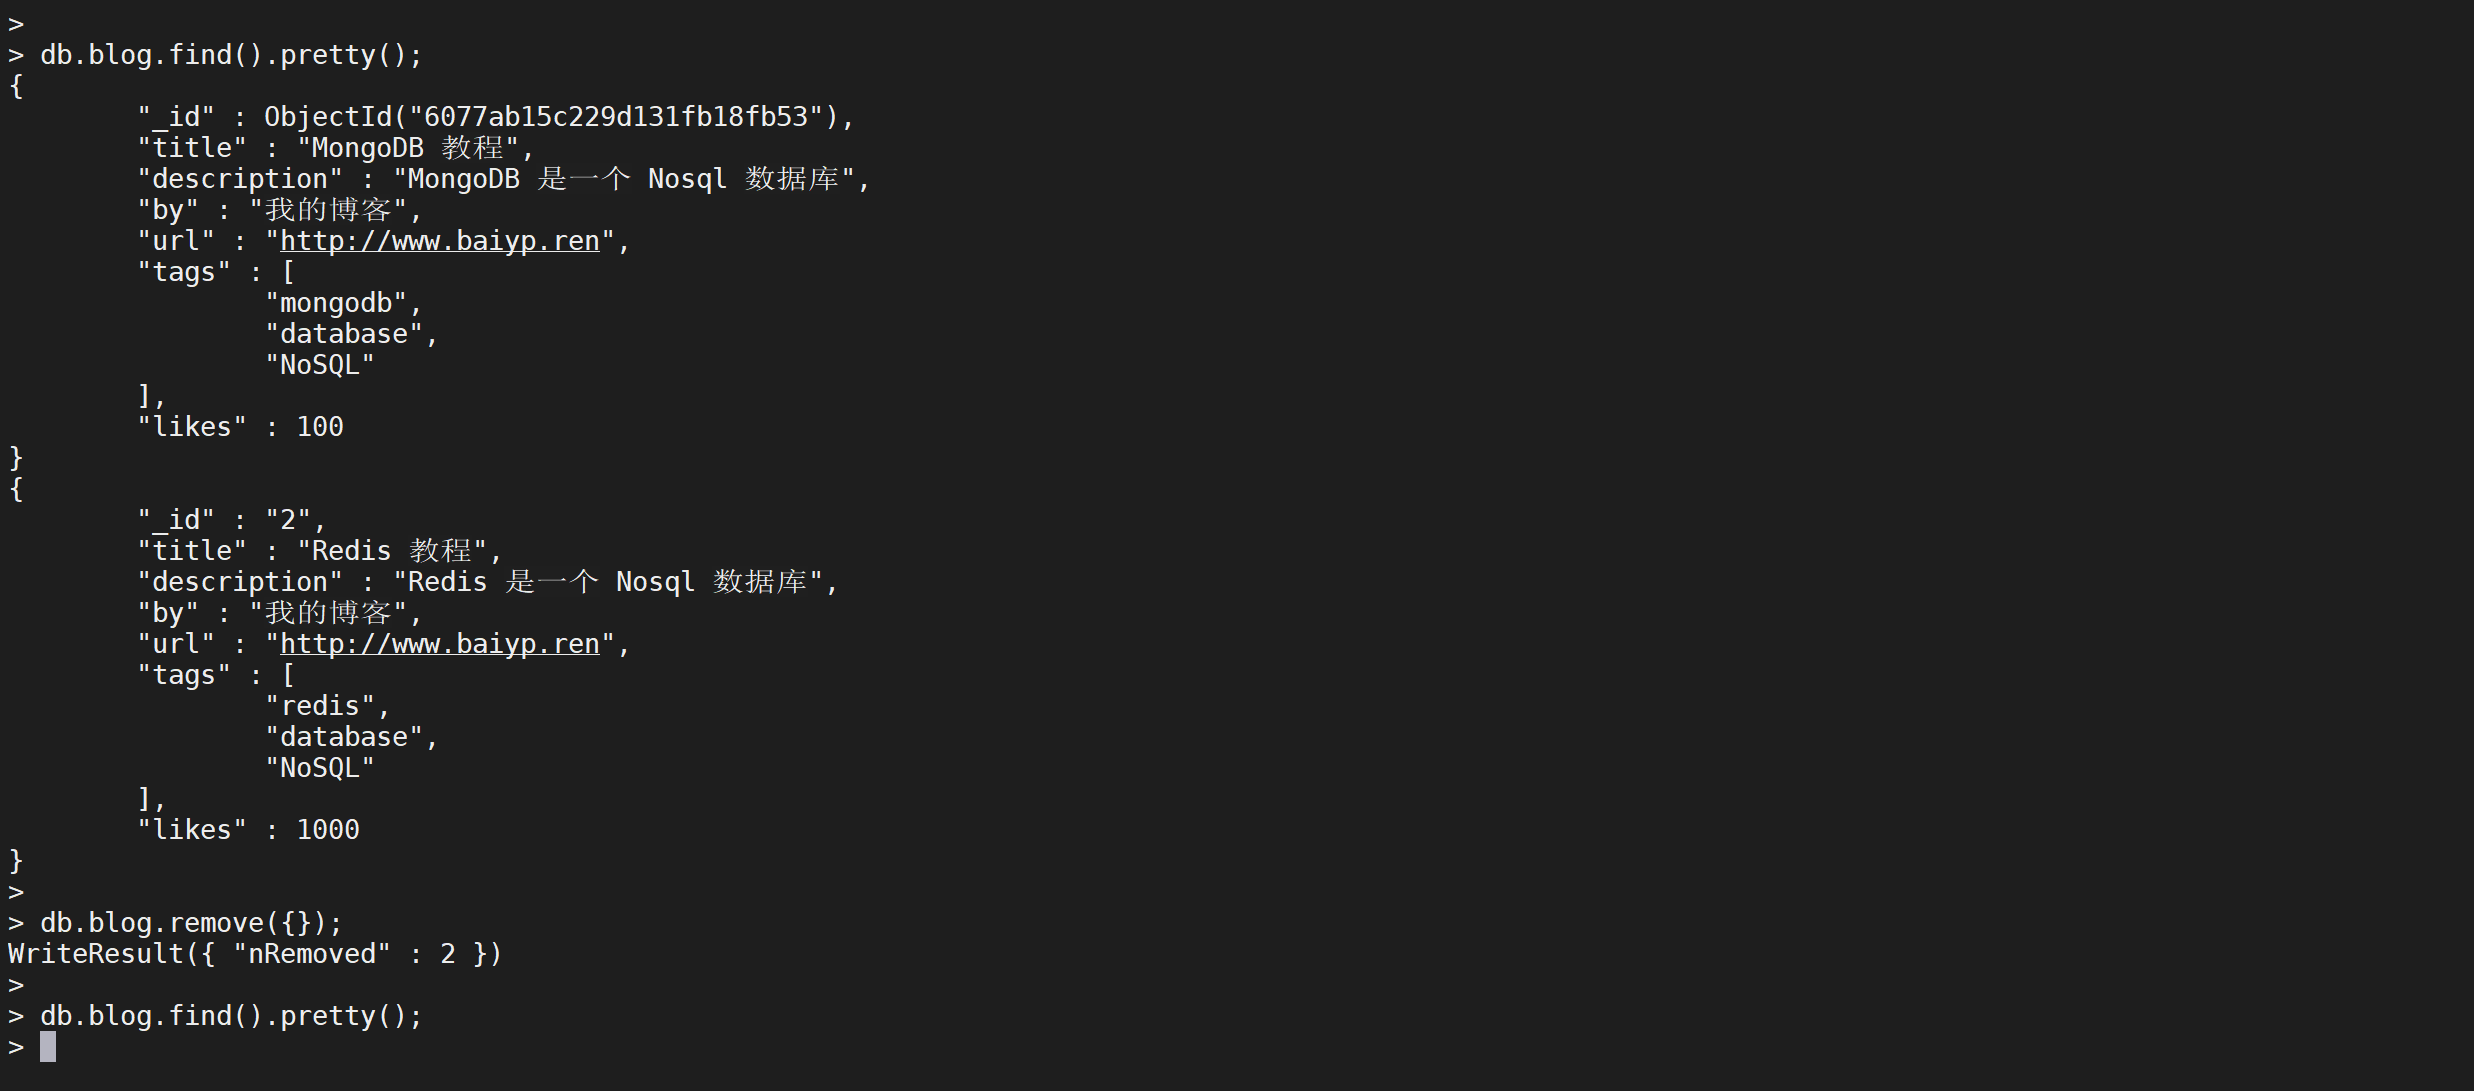 >
> db.blog.find().pretty();
{
        "_id" : ObjectId("6077ab15c229d131fb18fb53"),
        "title" : "MongoDB 教程",
        "description" : "MongoDB 是一个 Nosql 数据库",
        "by" : "我的博客",
        "url" : "http://www.baiyp.ren",
        "tags" : [
                "mongodb",
                "database",
                "NoSQL"
        ],
        "likes" : 100
}
{
        "_id" : "2",
        "title" : "Redis 教程",
        "description" : "Redis 是一个 Nosql 数据库",
        "by" : "我的博客",
        "url" : "http://www.baiyp.ren",
        "tags" : [
                "redis",
                "database",
                "NoSQL"
        ],
        "likes" : 1000
}
>
> db.blog.remove({});
WriteResult({ "nRemoved" : 2 })
>
> db.blog.find().pretty();
>